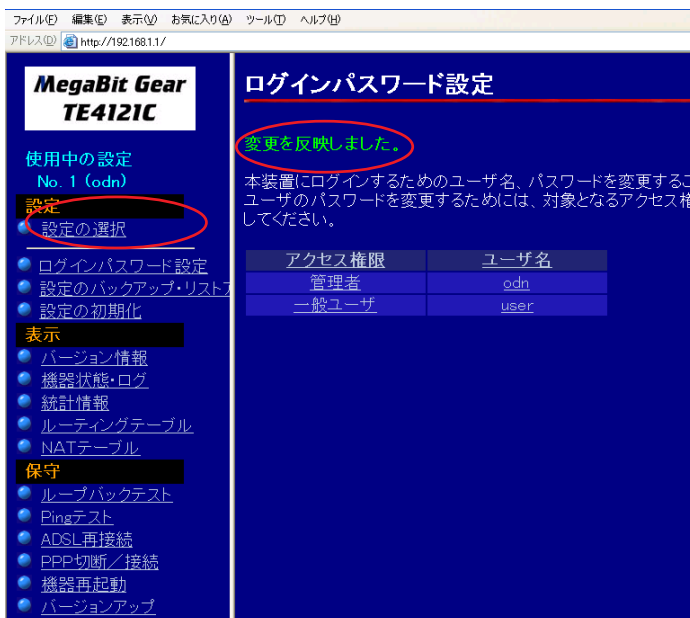 ファイル(F) 編集(E) 表示(V) お気に入り(A) ツール(T) ヘルプ(H)
アドレス(D) http://192.168.1.1/
MegaBit Gear
TE4121C
使用中の設定
No. 1 (odn)
設定
設定の選択
ログインパスワード設定
設定のバックアップ・リストア
設定の初期化
表示
バージョン情報
機器状態・ログ
統計情報
ルーティングテーブル
NATテーブル
保守
ループバックテスト
Pingテスト
ADSL再接続
PPP切断／接続
機器再起動
バージョンアップ
ログインパスワード設定
変更を反映しました。
本装置にログインするためのユーザ名、パスワードを変更するこ
ユーザのパスワードを変更するためには、対象となるアクセス権
してください。
アクセス権限 ユーザ名
管理者 odn
一般ユーザ user